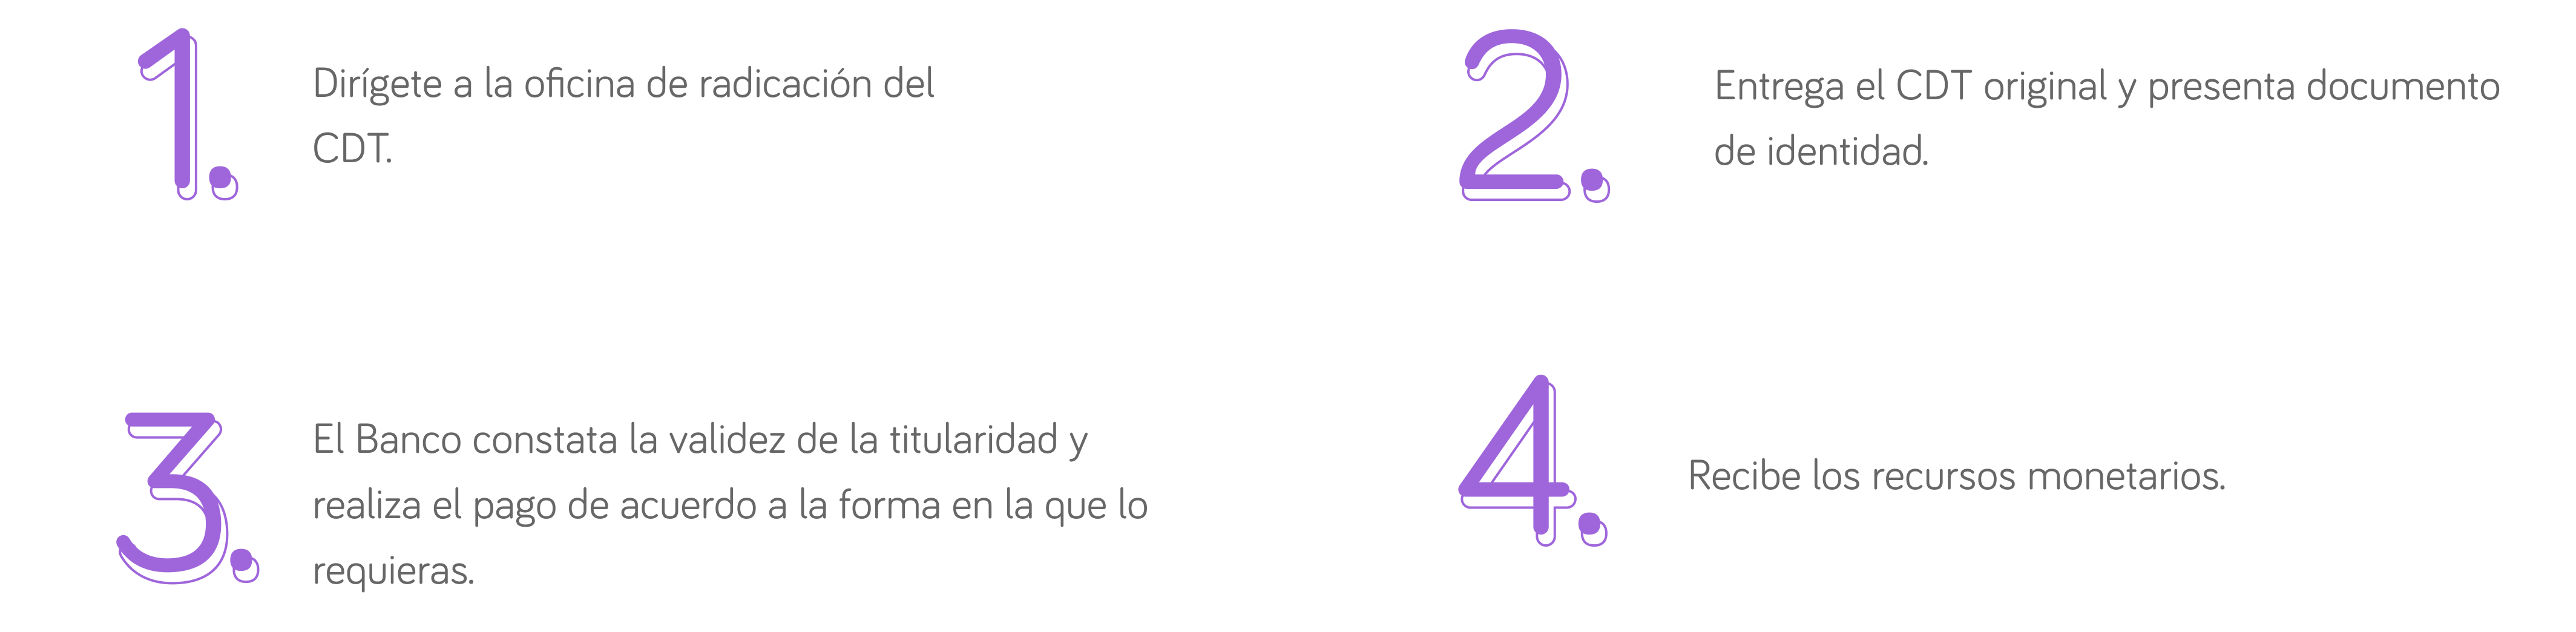 1.
Dirígete a la oficina de radicación del
CDT.
2.
Entrega el CDT original y presenta documento
de identidad.
3.
El Banco constata la validez de la titularidad y
realiza el pago de acuerdo a la forma en la que lo
requieras.
4.
Recibe los recursos monetarios.